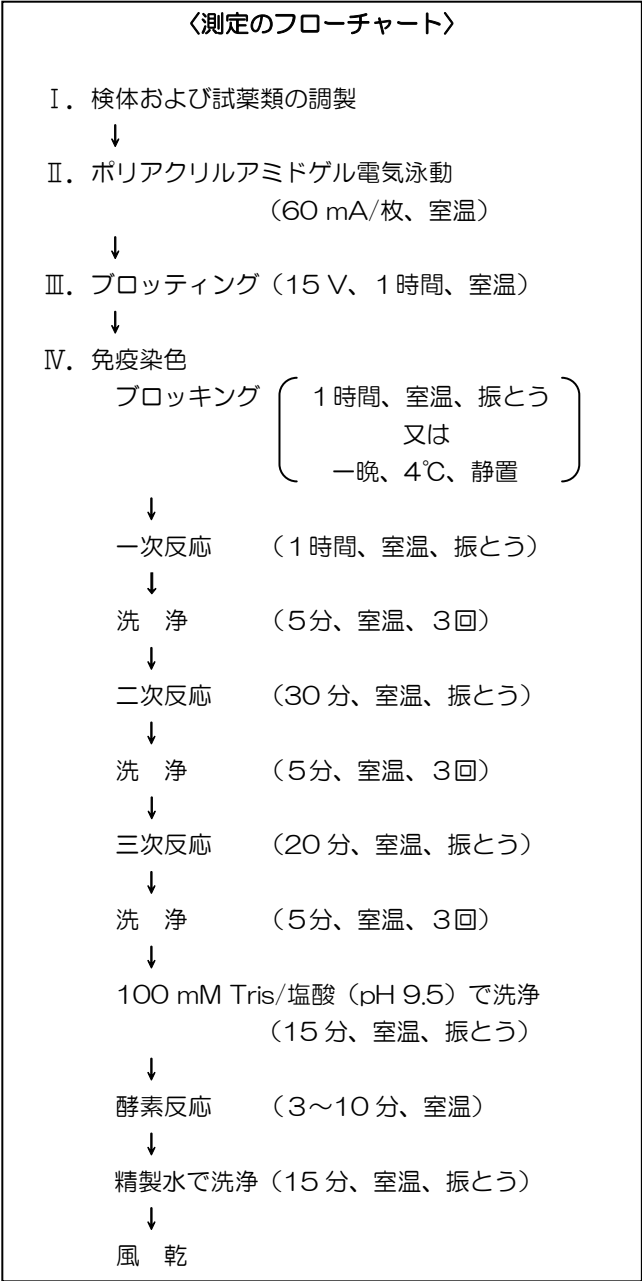 〈測定のフローチャート〉
Ⅰ．検体および試薬類の調製
↓
Ⅱ．ポリアクリルアミドゲル電気泳動
（60 mA/枚、室温）
↓
Ⅲ．ブロッティング（15 V、1時間、室温）
↓
Ⅳ．免疫染色
ブロッキング（1時間、室温、振とう
又は
一晩、4℃、静置）
↓
一次反応　（1時間、室温、振とう）
↓
洗　浄　（5分、室温、3回）
↓
二次反応　（30 分、室温、振とう）
↓
洗　浄　（5分、室温、3回）
↓
三次反応　（20 分、室温、振とう）
↓
洗　浄　（5分、室温、3回）
↓
100 mM Tris/塩酸（pH 9.5）で洗浄
（15 分、室温、振とう）
↓
酵素反応　（3～10 分、室温）
↓
精製水で洗浄（15 分、室温、振とう）
↓
風　乾